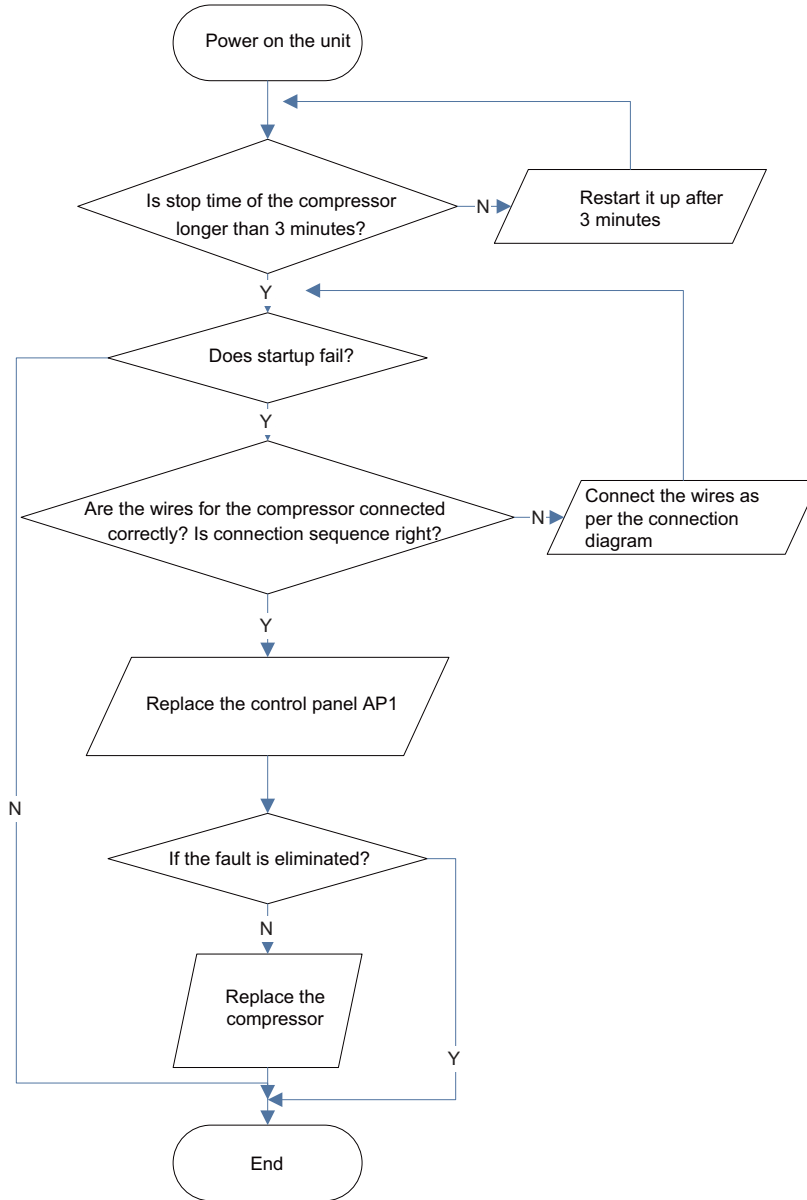 Power on the unit
Is stop time of the compressor
longer than 3 minutes?
N
Restart it up after
3 minutes
Y
Does startup fail?
Y
Are the wires for the compressor connected
correctly? Is connection sequence right?
N
Connect the wires as
per the connection
diagram
Y
Replace the control panel AP1
N
If the fault is eliminated?
N
Replace the
compressor
Y
End